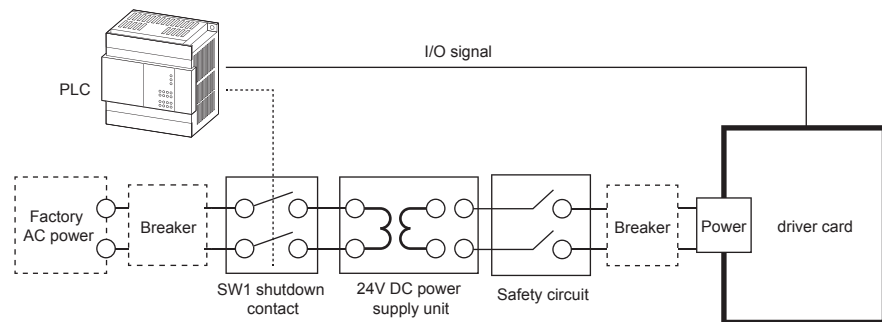 I/O signal
PLC
Factory
AC power
Breaker
Breaker
Power
driver card
SW1 shutdown
contact
24V DC power
supply unit
Safety circuit